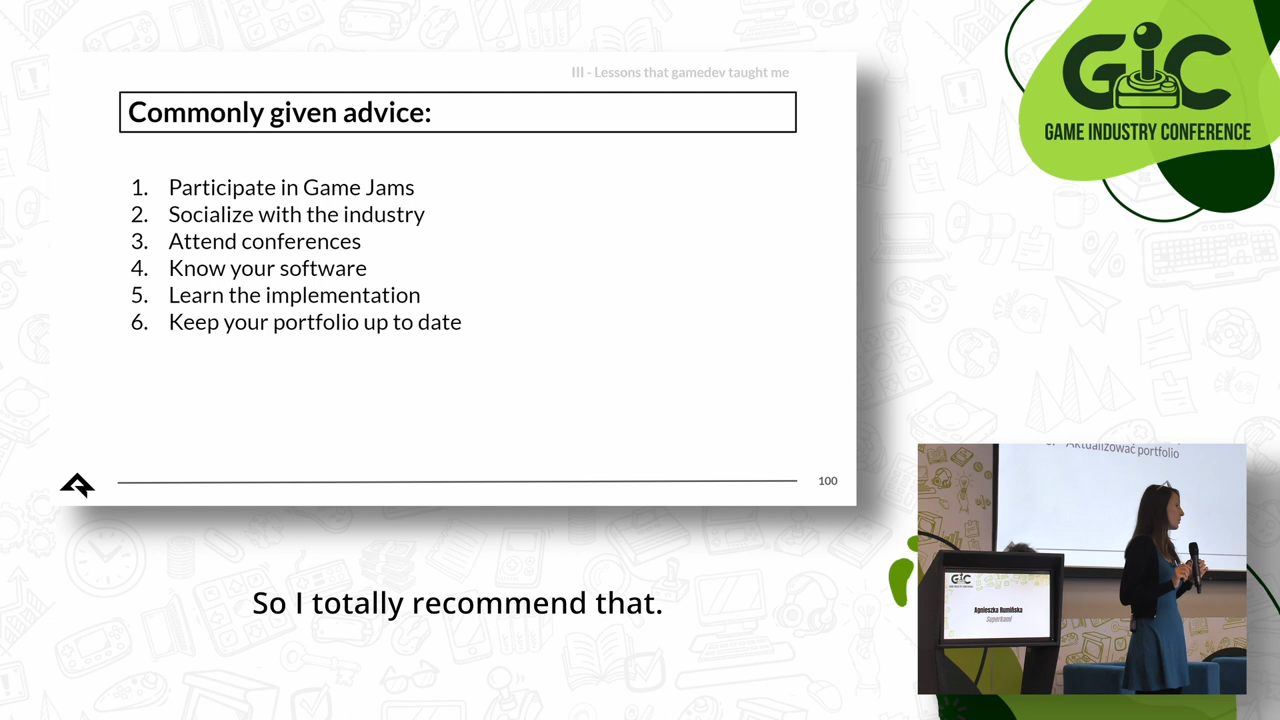 III - Lessons that gamedev taught me
Commonly given advice:
1. Participate in Game Jams
2. Socialize with the industry
3. Attend conferences
4. Know your software
5. Learn the implementation
6. Keep your portfolio up to date
100
So I totally recommend that.
GIC
GAME INDUSTRY CONFERENCE
Aktualizować portfolio
GIC
Agnieszka Rumińska
Superhand